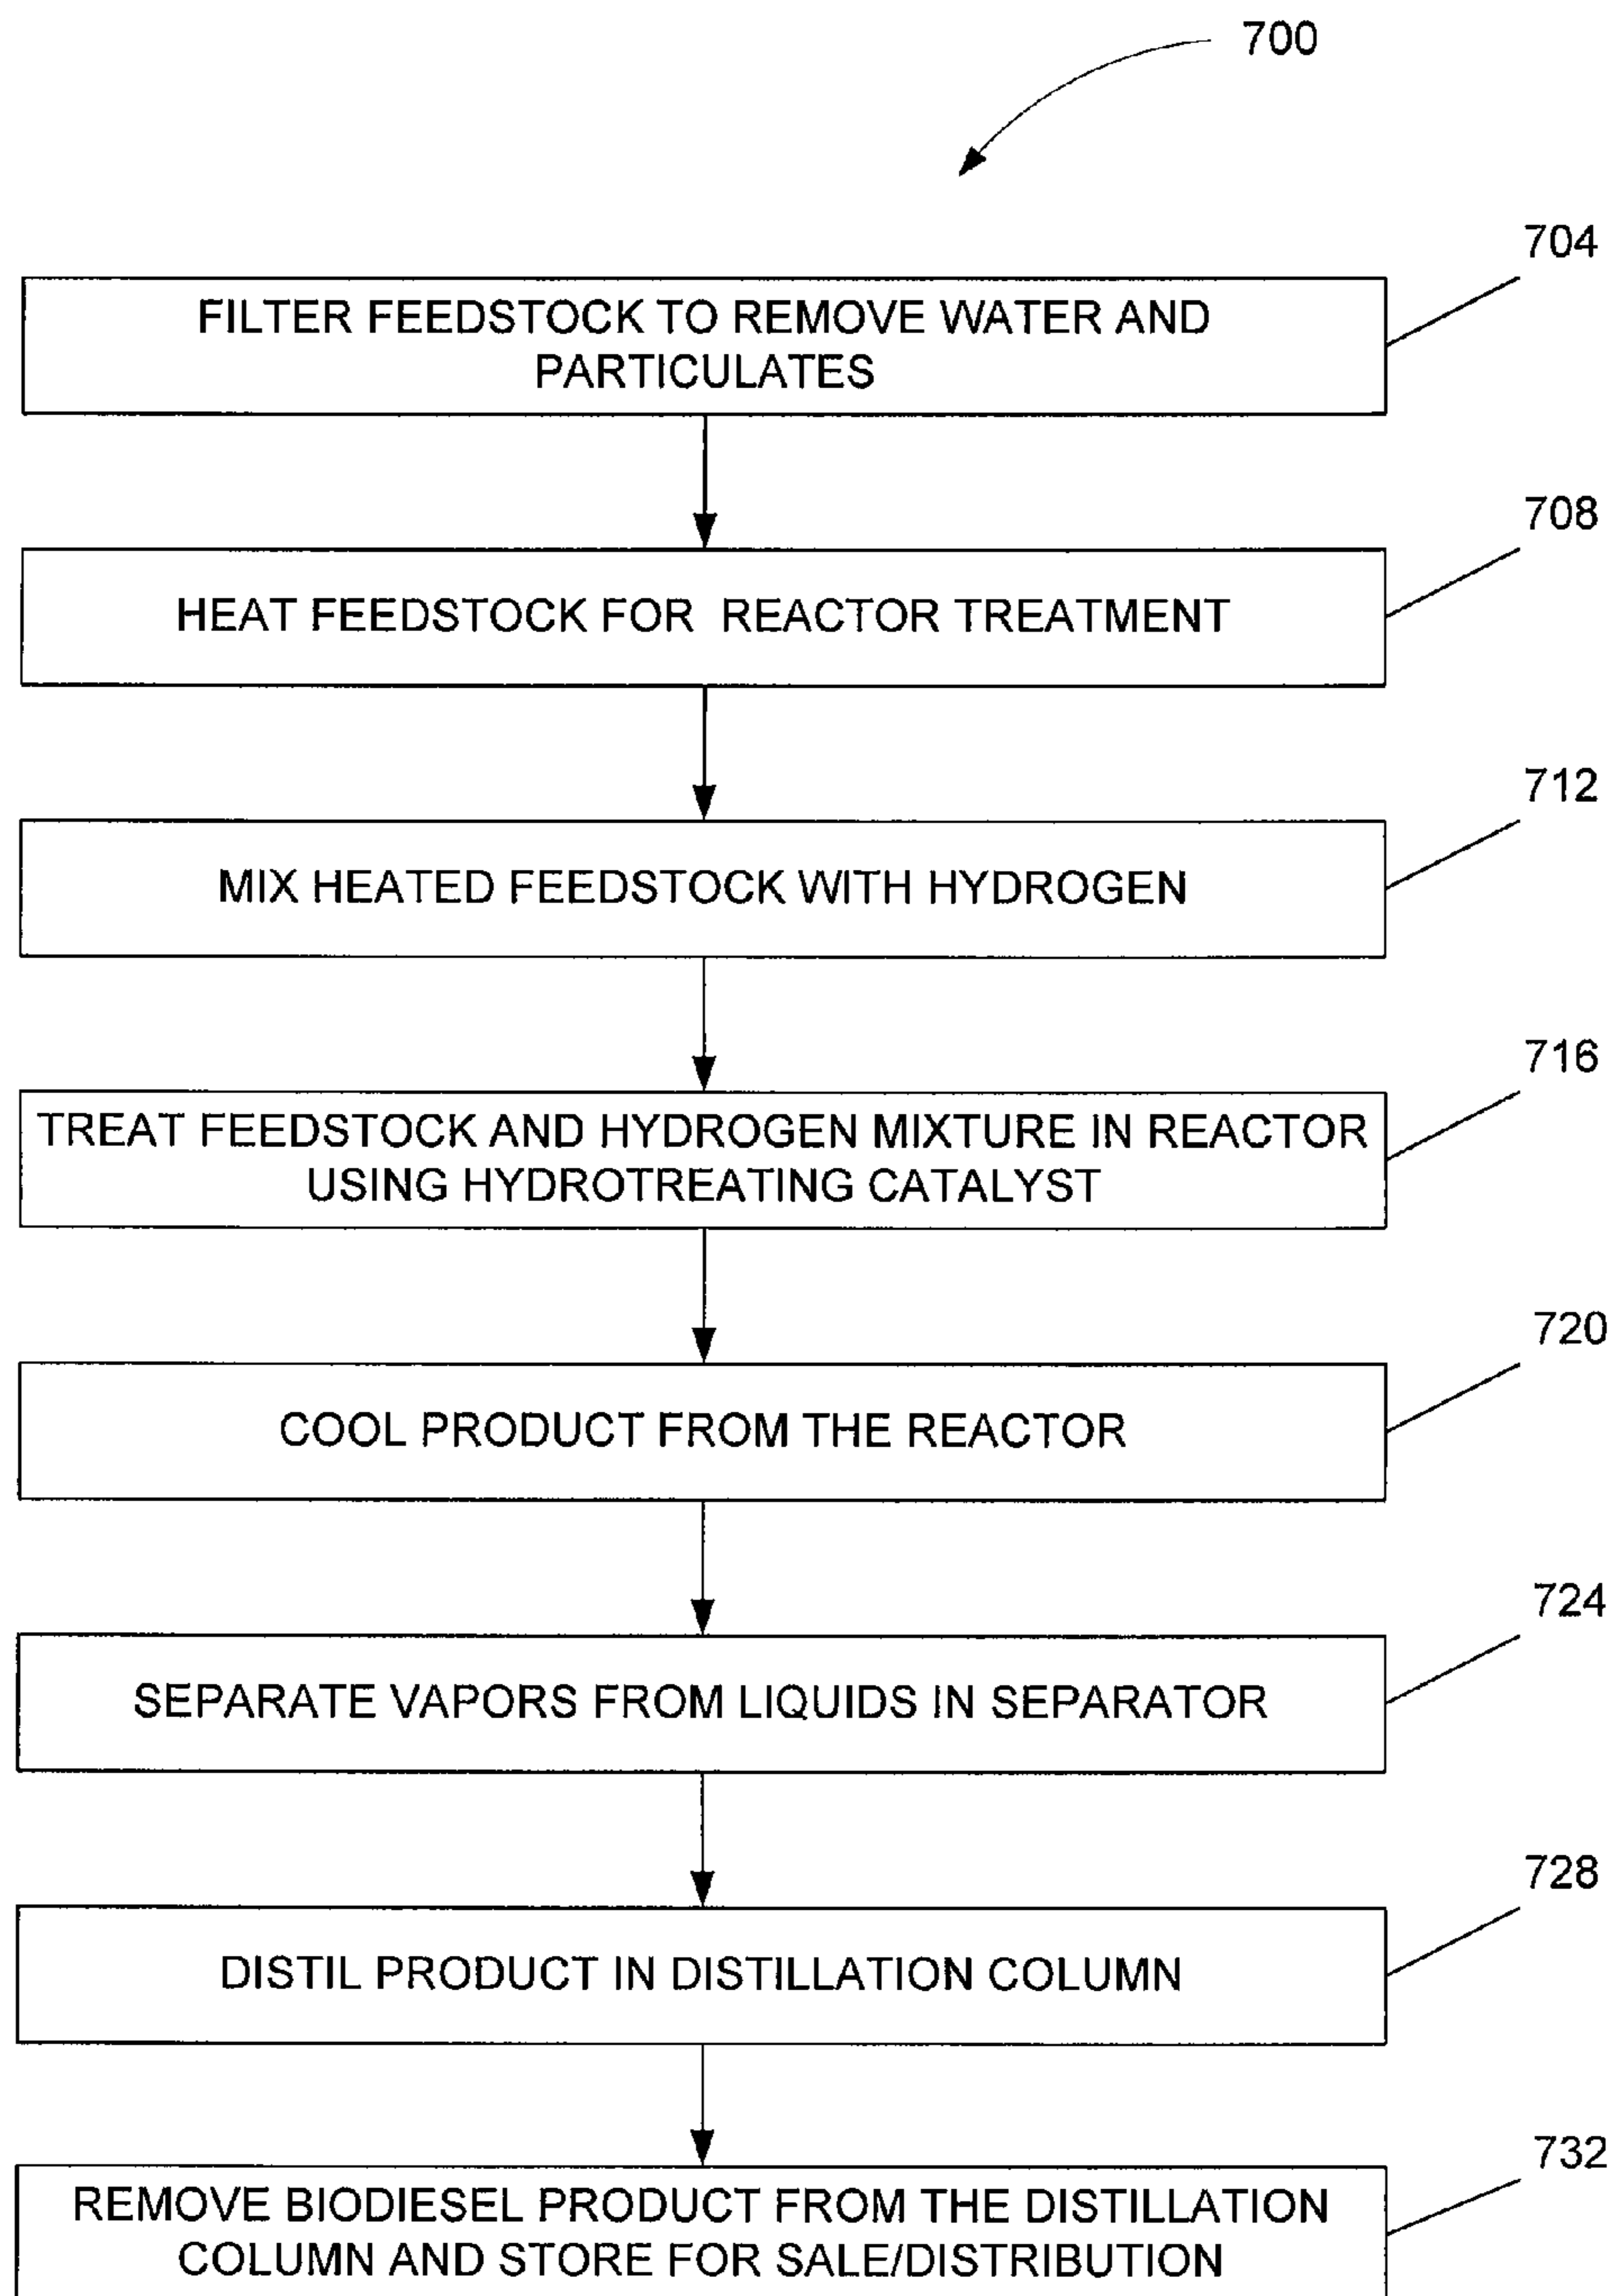 700
704
FILTER FEEDSTOCK TO REMOVE WATER AND
PARTICULATES
708
HEAT FEEDSTOCK FOR REACTOR TREATMENT
712
MIX HEATED FEEDSTOCK WITH HYDROGEN
716
TREAT FEEDSTOCK AND HYDROGEN MIXTURE IN REACTOR
USING HYDROTREATING CATALYST
720
COOL PRODUCT FROM THE REACTOR
724
SEPARATE VAPORS FROM LIQUIDS IN SEPARATOR
728
DISTIL PRODUCT IN DISTILLATION COLUMN
732
REMOVE BIODIESEL PRODUCT FROM THE DISTILLATION
COLUMN AND STORE FOR SALE/DISTRIBUTION